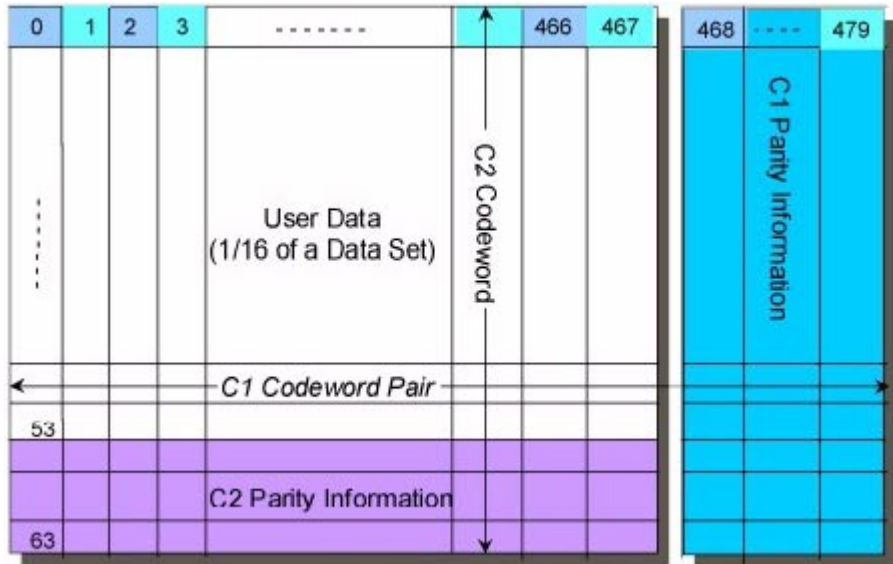 0 1 2 3 ------- 466 467 468 ---- 479
C2 Codeword
C1 Parity Information
User Data
(1/16 of a Data Set)
C1 Codeword Pair
53
C2 Parity Information
63